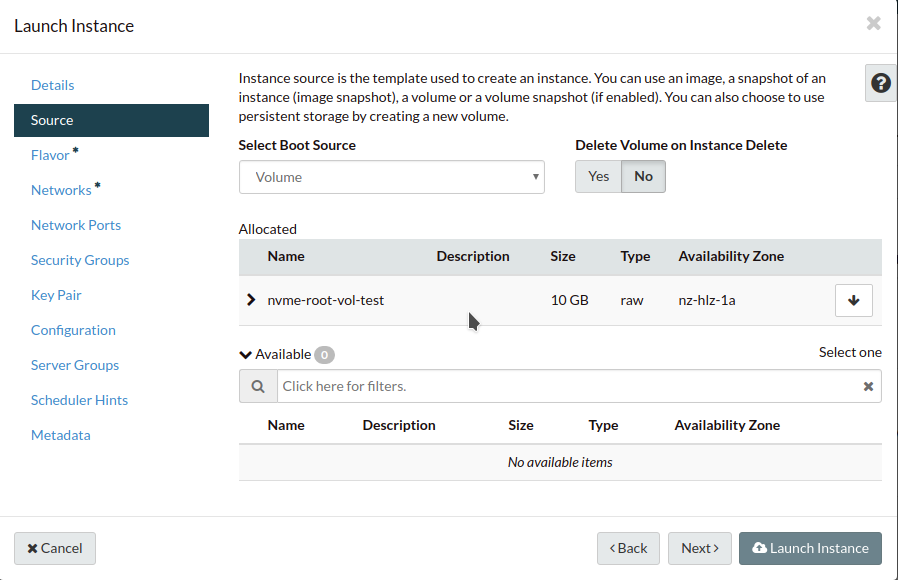 Launch Instance
Details
Source
Flavor *
Networks *
Network Ports
Security Groups
Key Pair
Configuration
Server Groups
Scheduler Hints
Metadata
Instance source is the template used to create an instance. You can use an image, a snapshot of an
instance (image snapshot), a volume or a volume snapshot (if enabled). You can also choose to use
persistent storage by creating a new volume.
Select Boot Source Delete Volume on Instance Delete
Volume Yes No
Allocated
Name Description Size Type Availability Zone
nvme-root-vol-test 10 GB raw nz-hlz-1a
Available 0 Select one
Click here for filters.
Name Description Size Type Availability Zone
No available items
Cancel Back Next Launch Instance